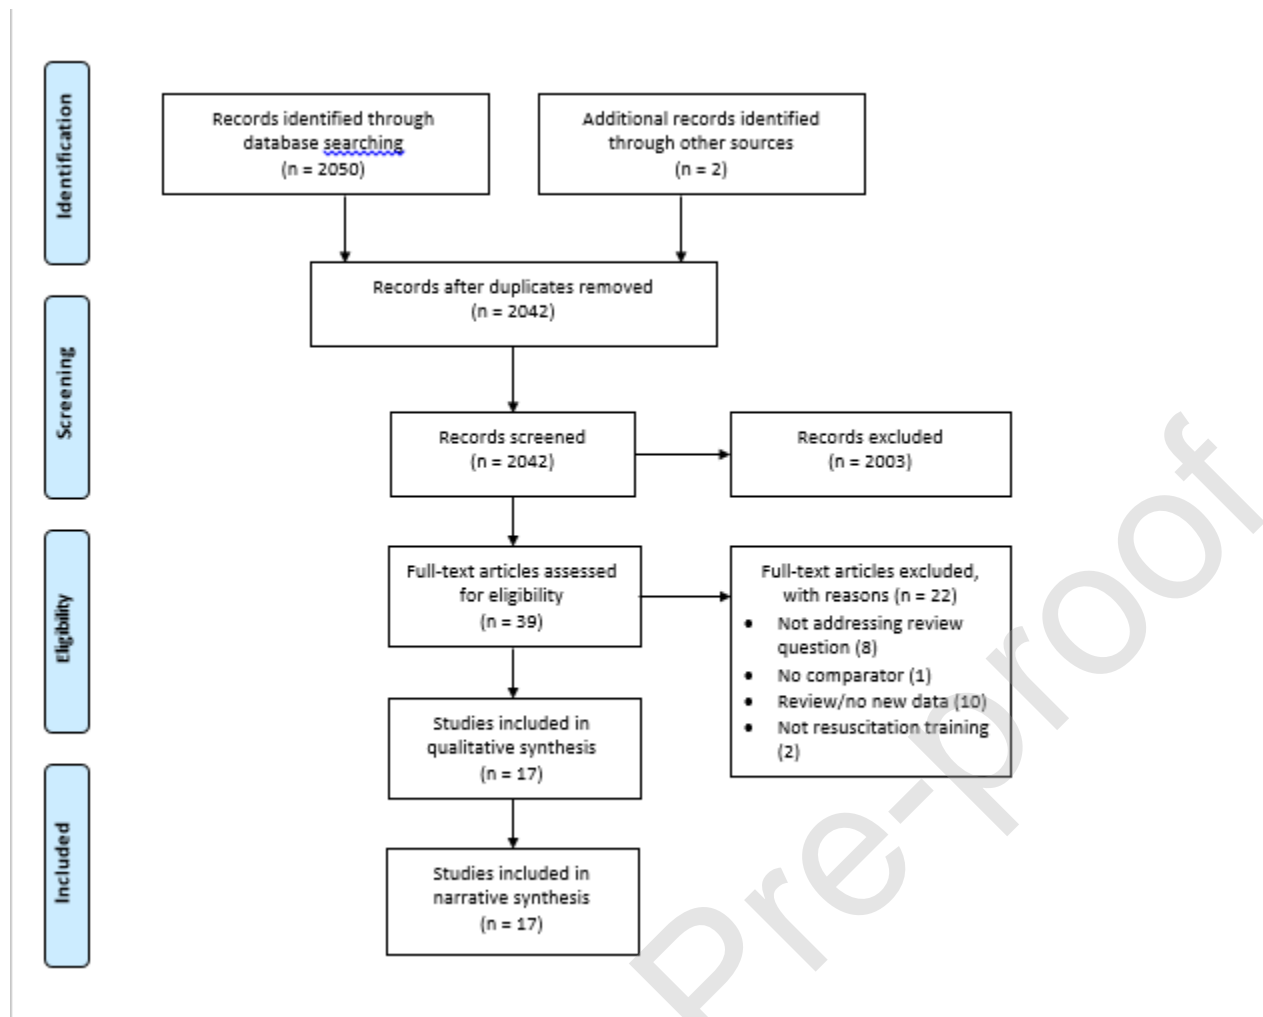 Identification
Records identified through
database searching
(n = 2050)
Additional records identified
through other sources
(n = 2)
Records after duplicates removed
(n = 2042)
Screening
Records screened
(n = 2042)
Records excluded
(n = 2003)
Eligibility
Full-text articles assessed
for eligibility
(n = 39)
Full-text articles excluded,
with reasons (n = 22)
• Not addressing review
question (8)
• No comparator (1)
• Review/no new data (10)
• Not resuscitation training
(2)
Studies included in
qualitative synthesis
(n = 17)
Included
Studies included in
narrative synthesis
(n = 17)
Pre-proof